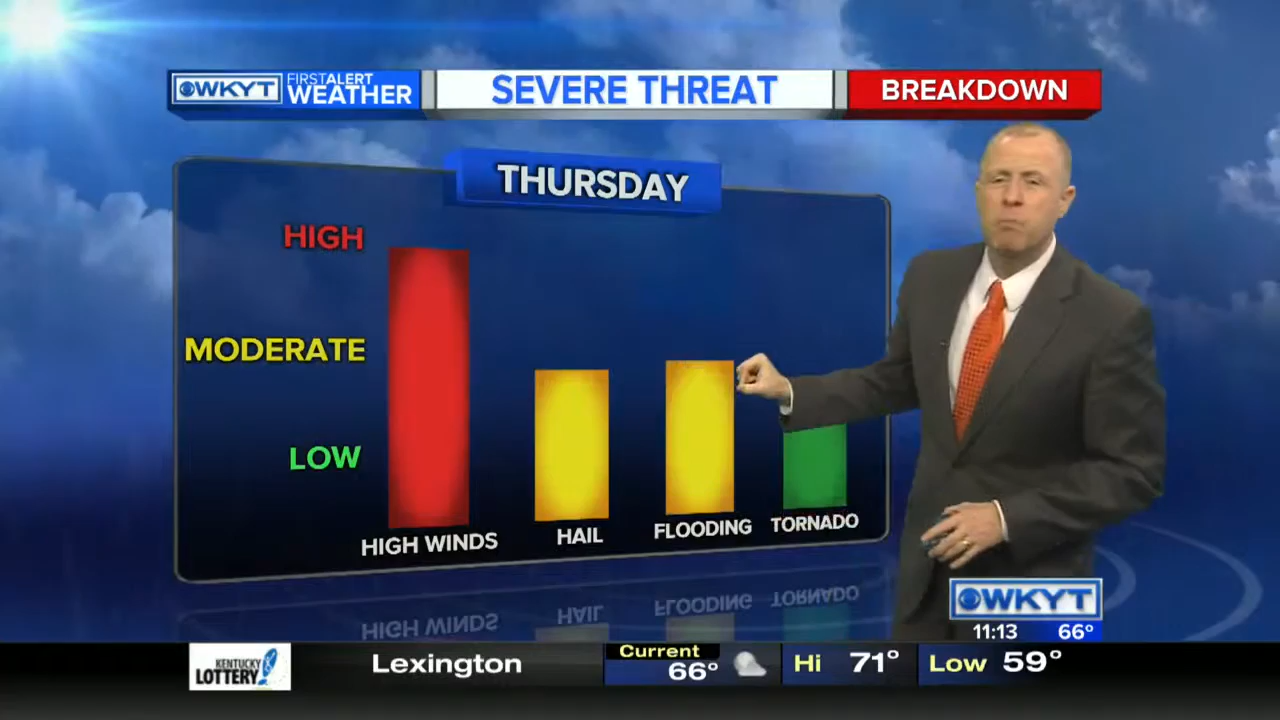 WKYT
FIRST ALERT
WEATHER
SEVERE THREAT
BREAKDOWN
THURSDAY
HIGH
MODERATE
LOW
HIGH WINDS
HAIL
FLOODING
TORNADO
HIGH WINDS
HAIL
FLOODING
TORNADO
WKYT
11:13 66°
KENTUCKY
LOTTERY
Lexington
Current
66°
Hi 71°
Low 59°